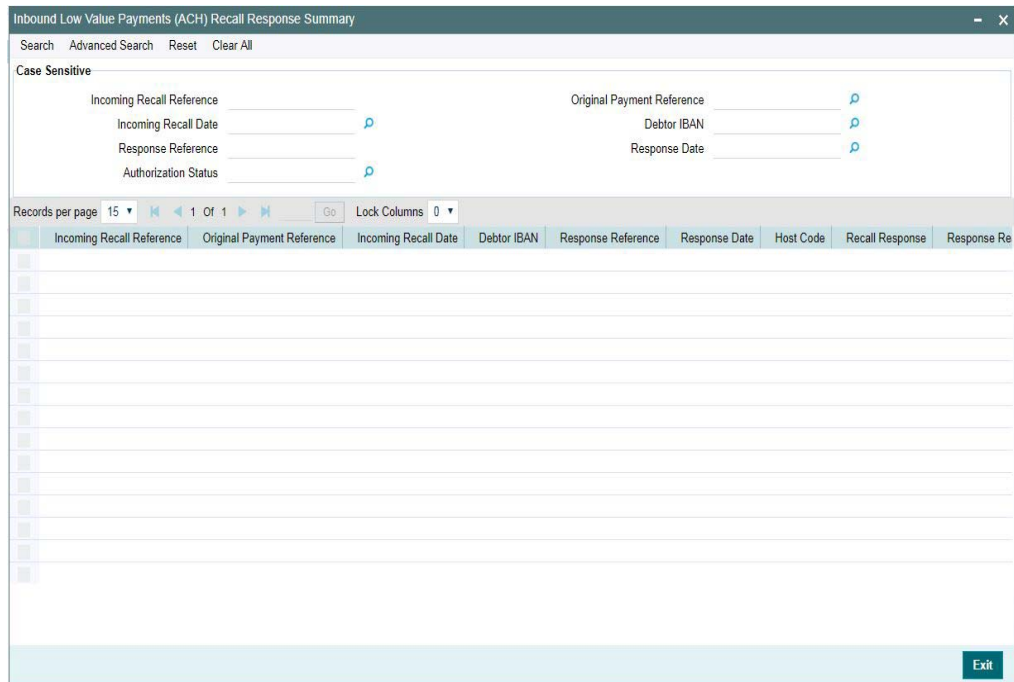 Inbound Low Value Payments (ACH) Recall Response Summary
Search Advanced Search Reset Clear All
Case Sensitive
Incoming Recall Reference Original Payment Reference
Incoming Recall Date Debtor IBAN
Response Reference Response Date
Authorization Status
Records per page 15 1 Of 1 Go Lock Columns 0
Incoming Recall Reference Original Payment Reference Incoming Recall Date Debtor IBAN Response Reference Response Date Host Code Recall Response Response Re
Exit